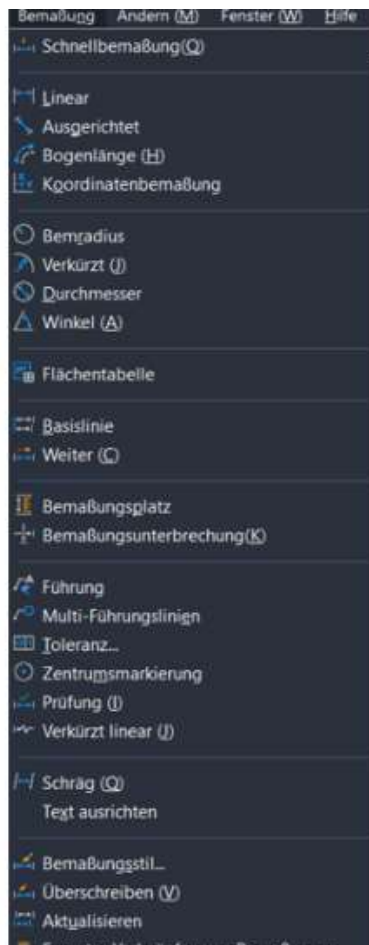 Bemaßung Ändern (M) Fenster (W) Hilfe
Schnellbemaßung(Q)
Linear
Ausgerichtet
Bogenlänge (H)
Koordinatenbemaßung
Bemradius
Verkürzt (J)
Durchmesser
Winkel (A)
Flächentabelle
Basislinie
Weiter (C)
Bemaßungsplatz
Bemaßungsunterbrechung(K)
Führung
Multi-Führungslinien
Toleranz...
Zentrumsmarkierung
Prüfung (I)
Verkürzt linear (J)
Schräg (Q)
Text ausrichten
Bemaßungsstil...
Überschreiben (V)
Aktualisieren